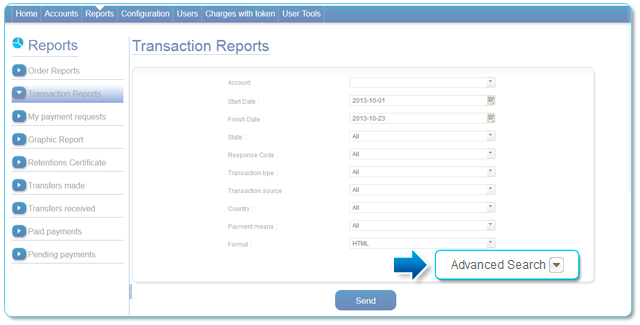 Home Accounts Reports Configuration Users Charges with token User Tools
Reports
Order Reports
Transaction Reports
My payment requests
Graphic Report
Retentions Certificate
Transfers made
Transfers received
Paid payments
Pending payments
Transaction Reports
Account:
Start Date : 2013-10-01
Finish Date : 2013-10-23
State : All
Response Code : All
Transaction type : All
Transaction source : All
Country : All
Payment means : All
Format : HTML
Advanced Search
Send